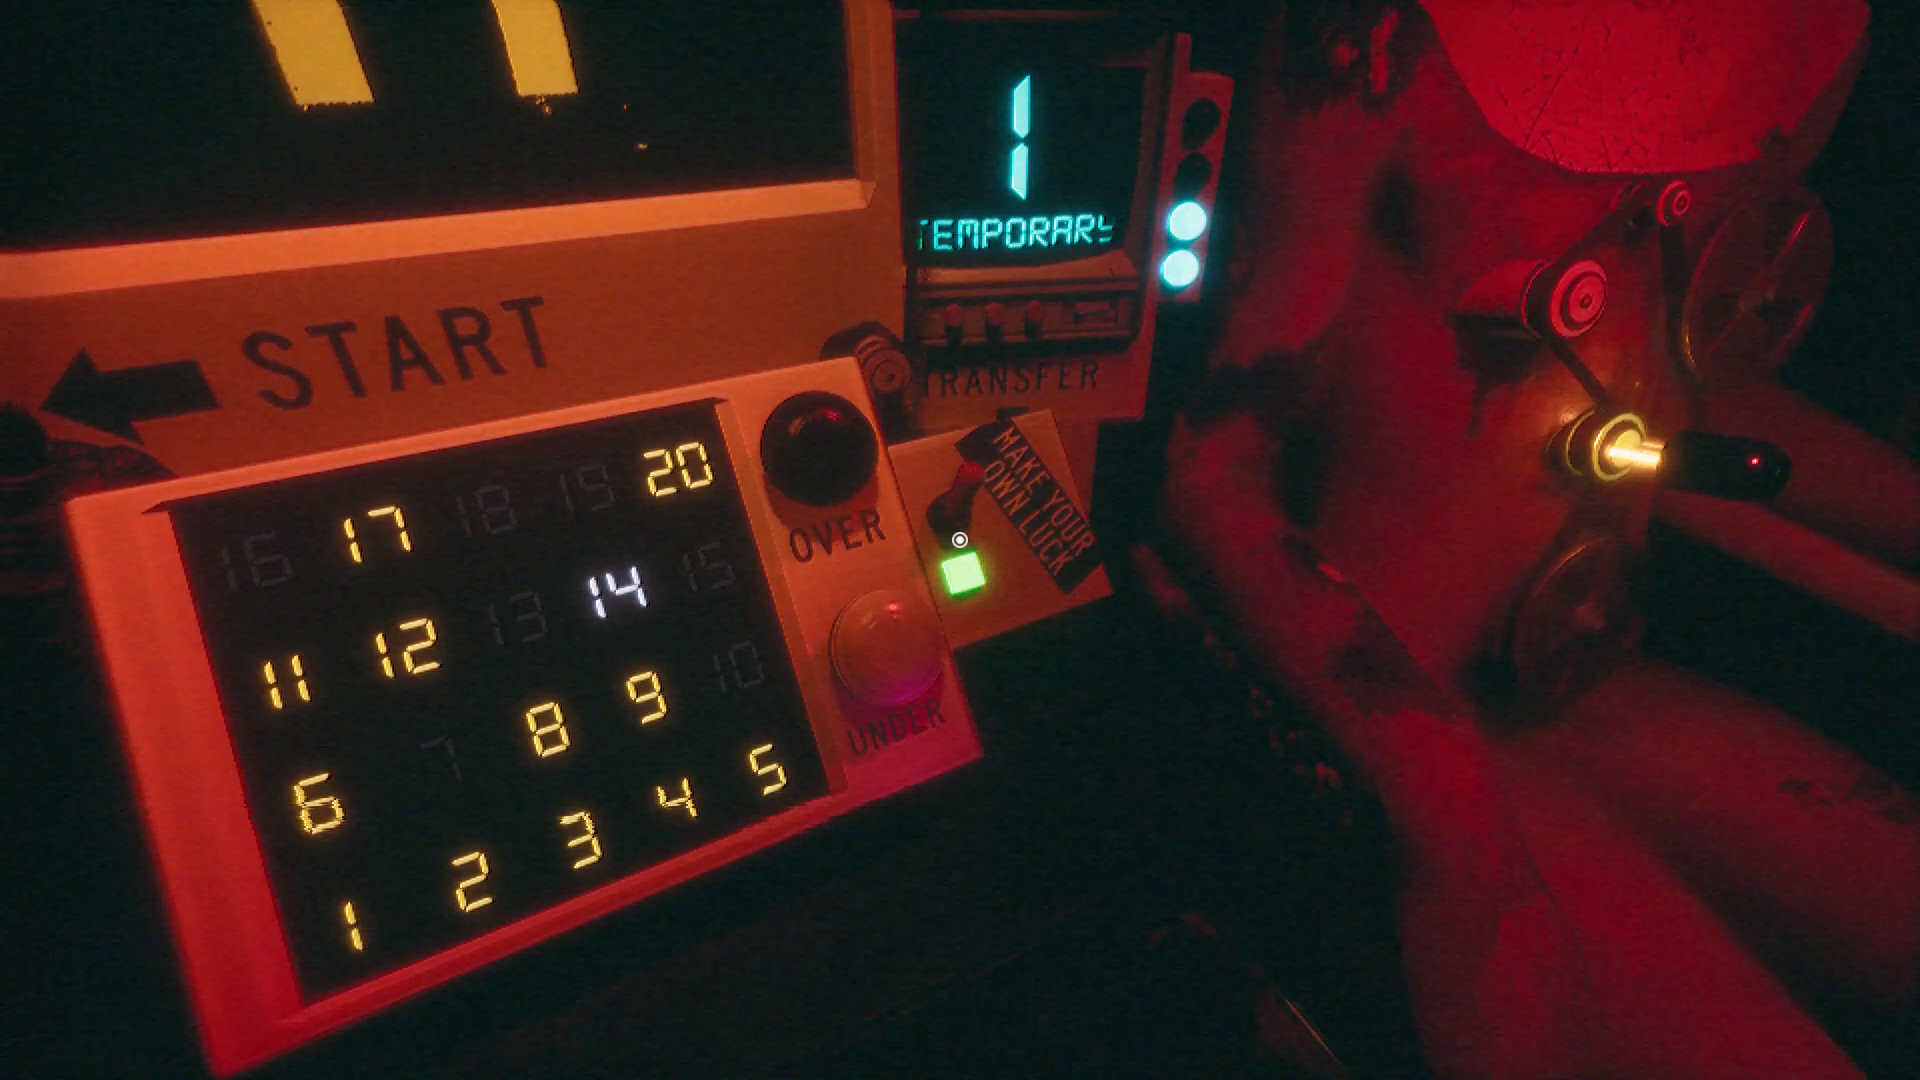 1
TEMPORARY
START
TRANSFER
MAKE YOUR
OWN LUCK
16 17 18 19 20
11 12 13 14 15
6 7 8 9 10
1 2 3 4 5
OVER
UNDER